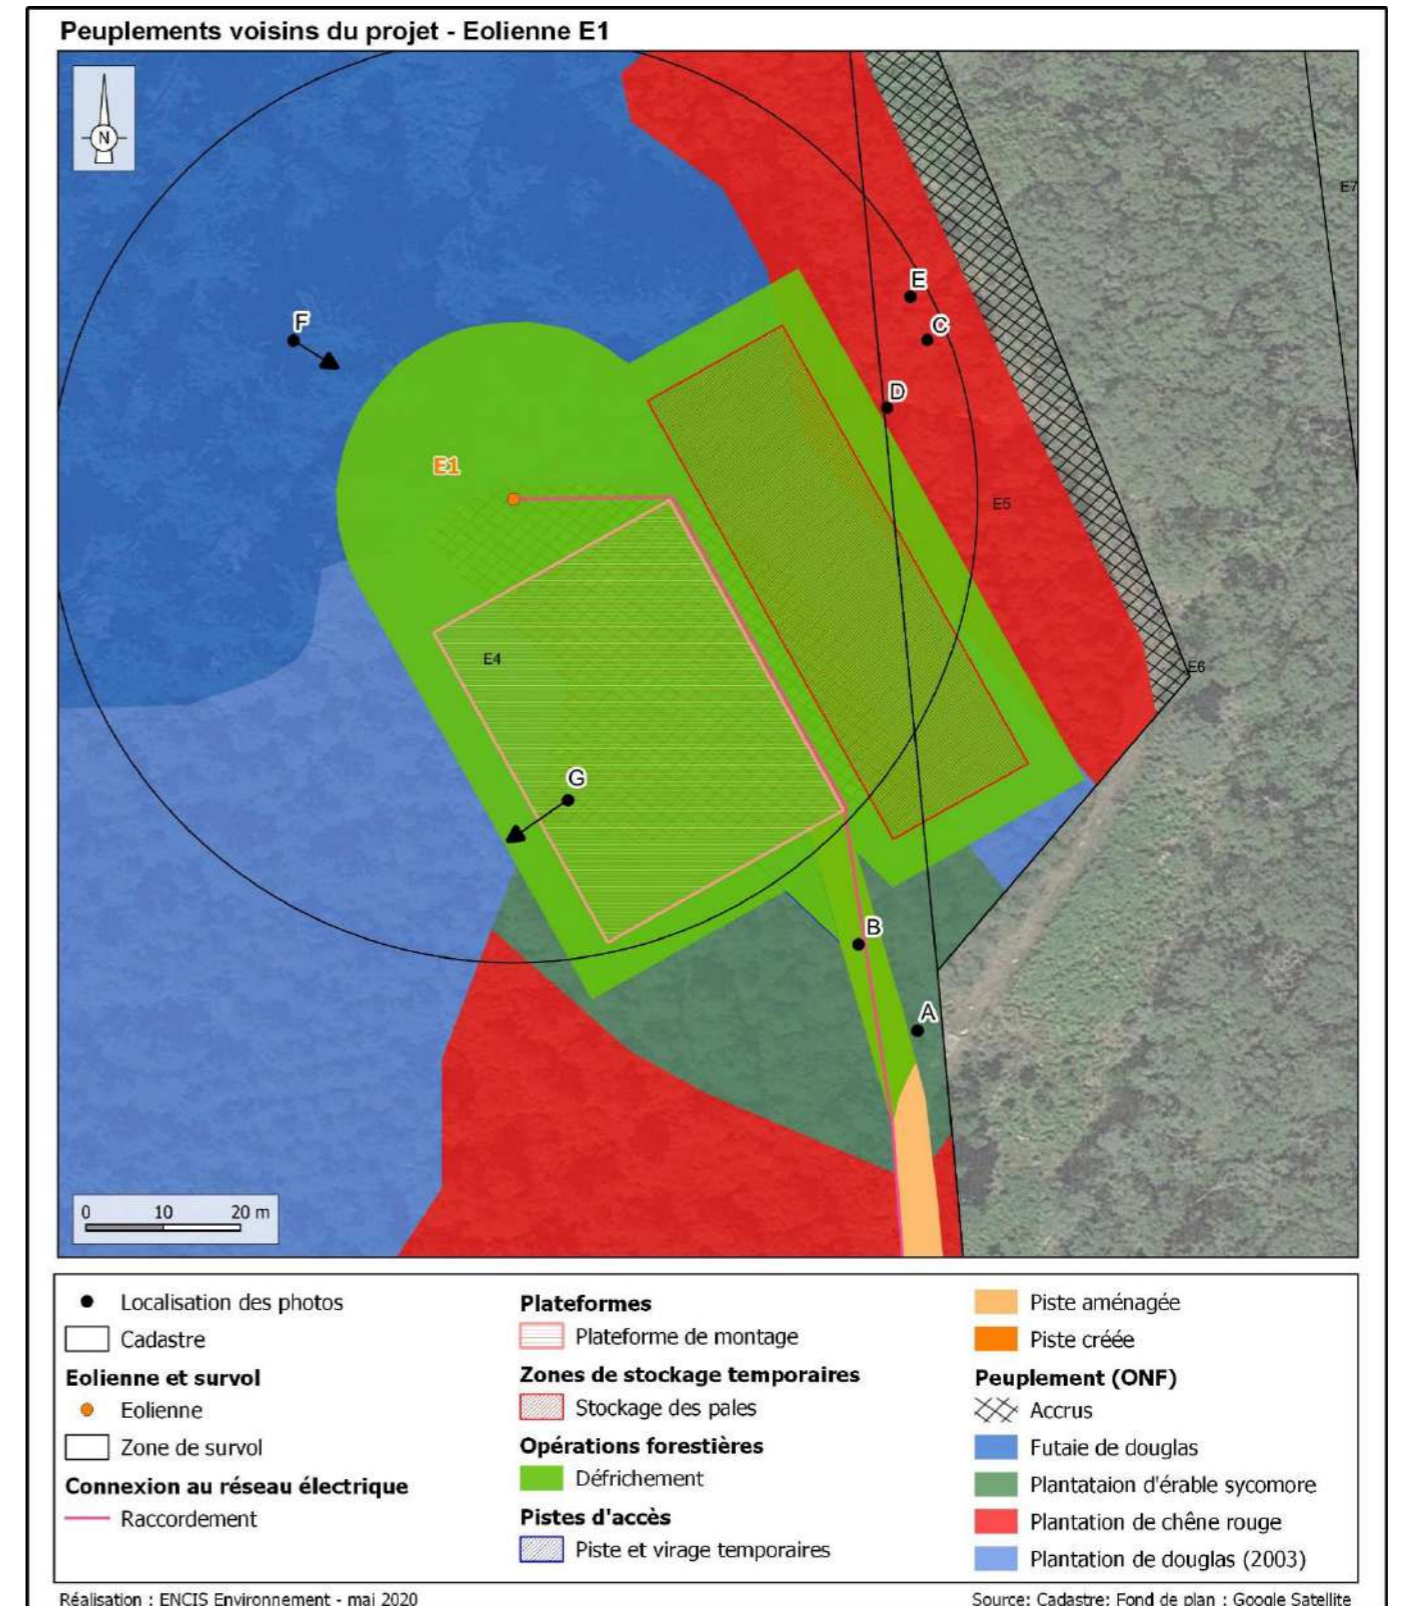 Peuplements voisins du projet - Eolienne E1
N
E7
E
F
C
D
E1
E5
E4
E6
G
B
A
0 10 20 m
Localisation des photos
Cadastre
Eolienne et survol
Eolienne
Zone de survol
Connexion au réseau électrique
Raccordement
Plateformes
Plateforme de montage
Zones de stockage temporaires
Stockage des pales
Opérations forestières
Défrichement
Pistes d'accès
Piste et virage temporaires
Piste aménagée
Piste créée
Peuplement (ONF)
Accrus
Futaie de douglas
Plantataion d'érable sycomore
Plantation de chêne rouge
Plantation de douglas (2003)
Réalisation : ENCIS Environnement - mai 2020
Source: Cadastre; Fond de plan : Google Satellite